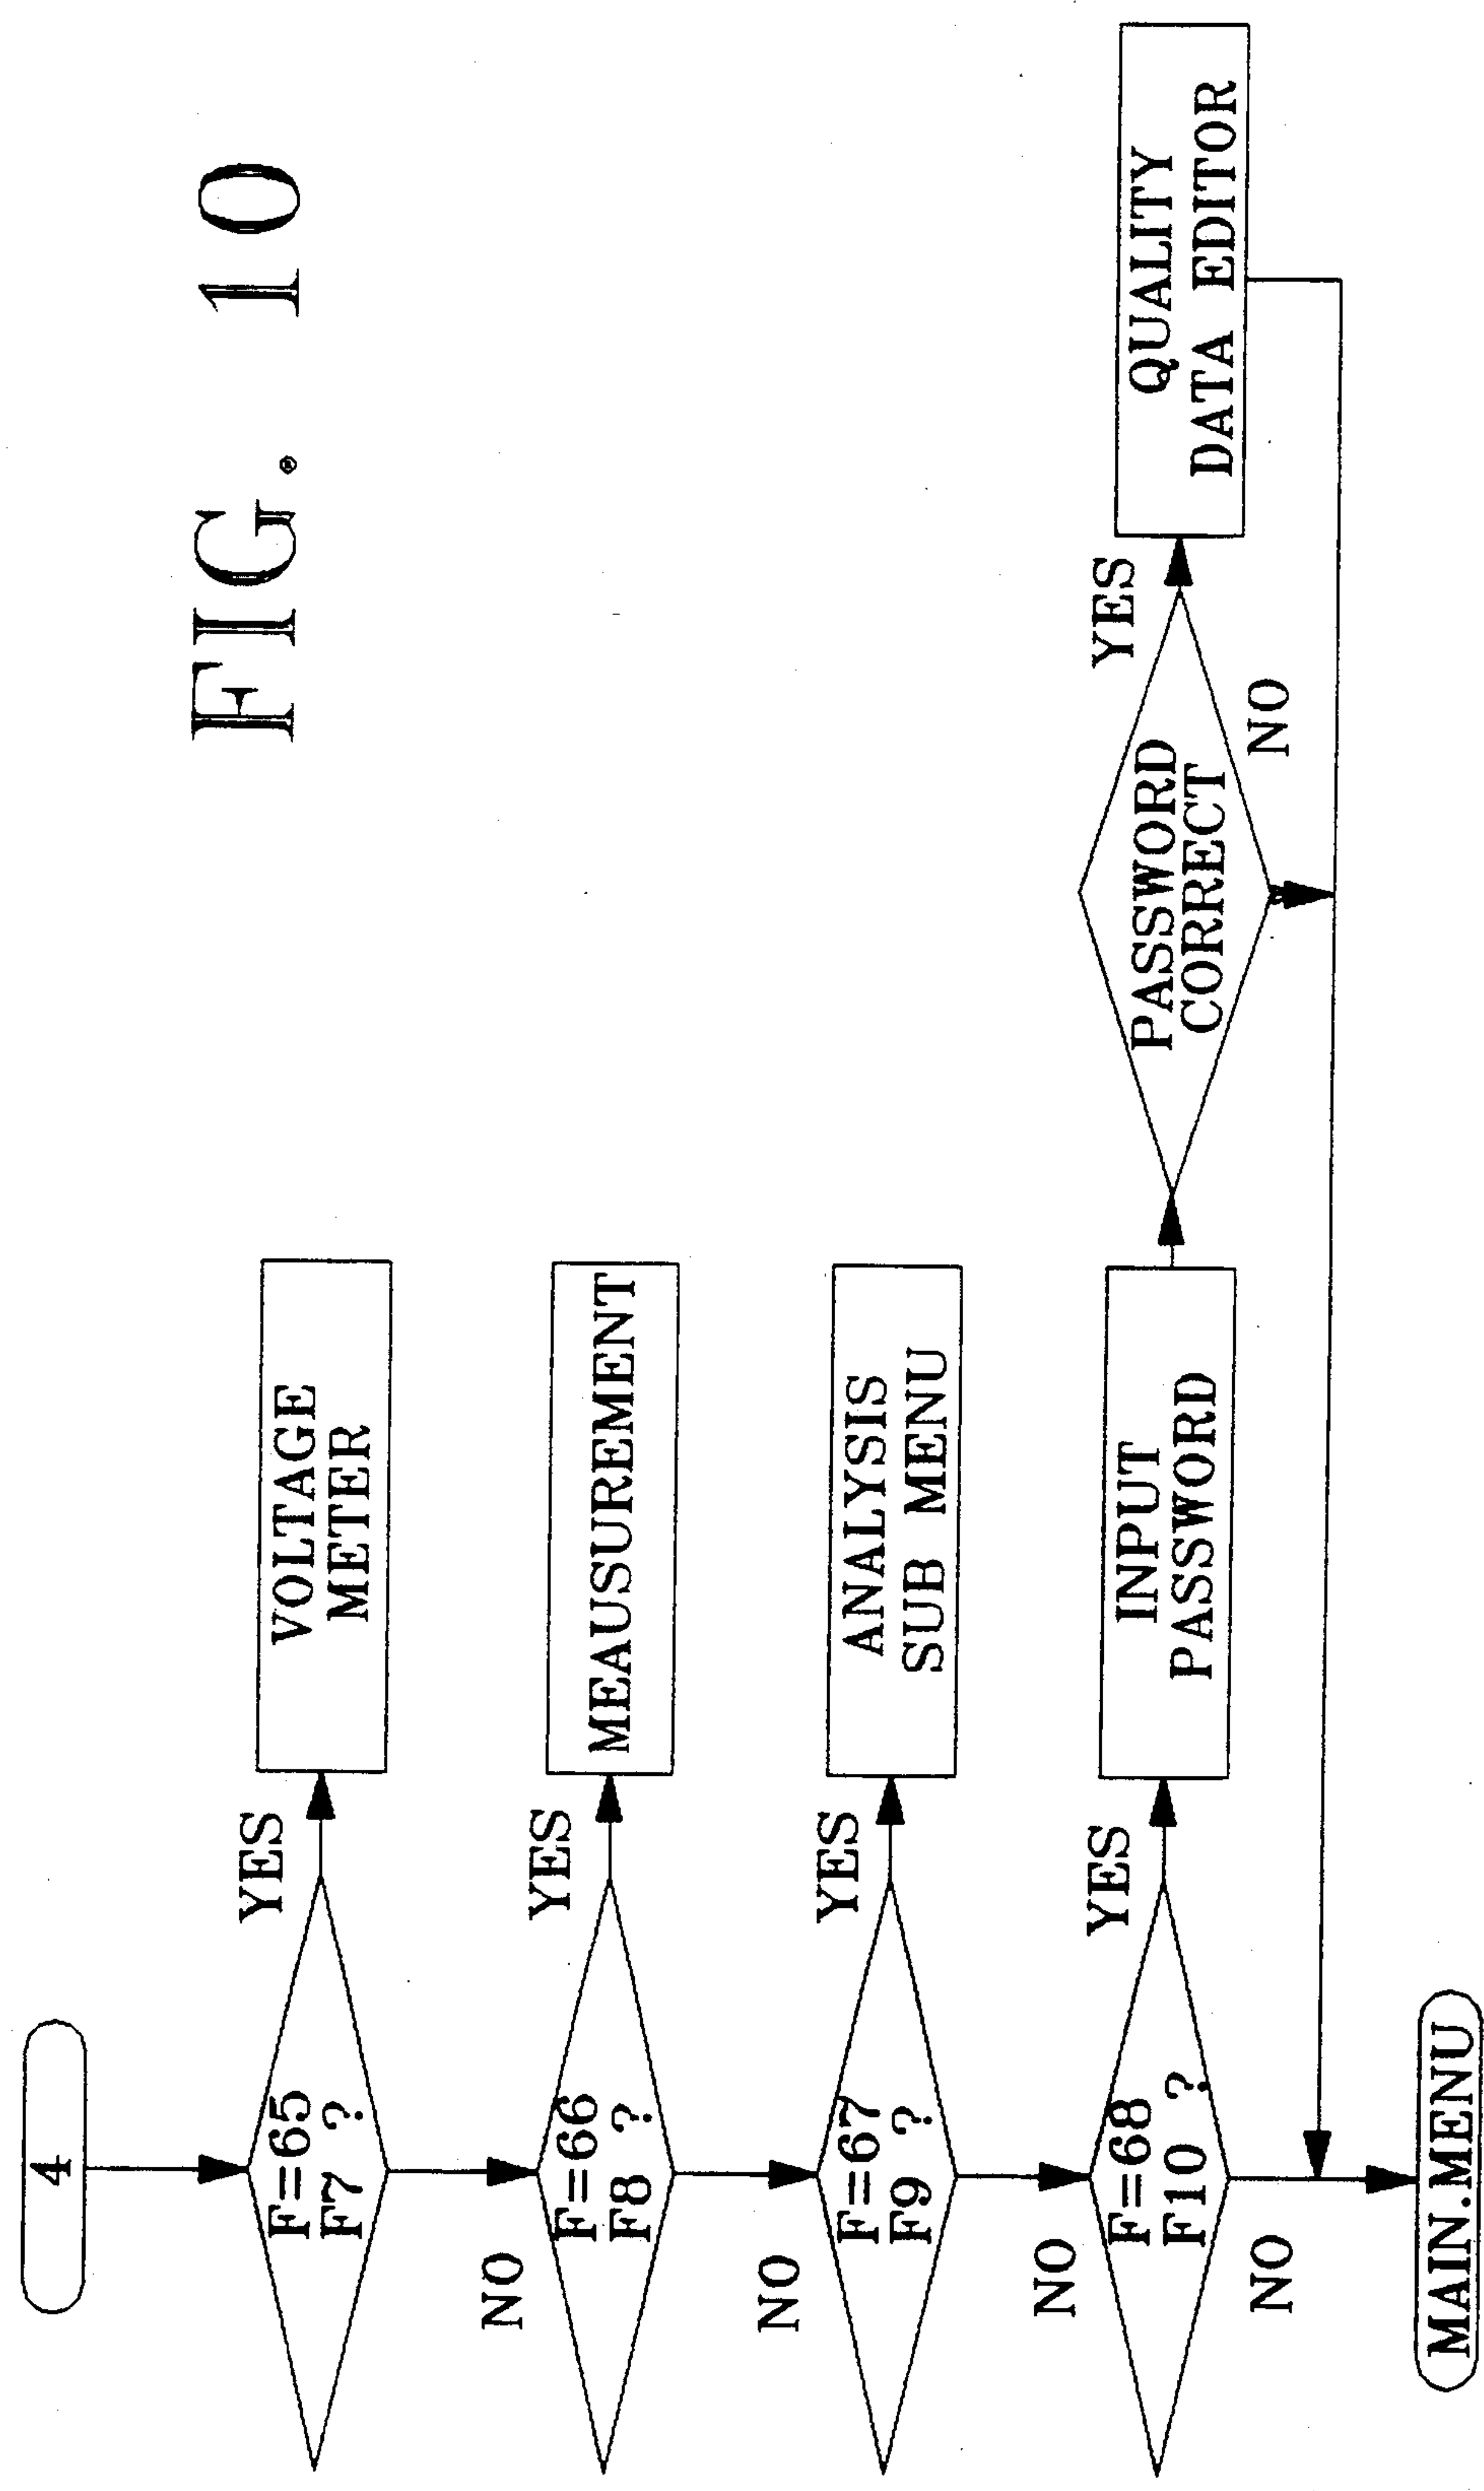 FIG. 10
4
F=65
F7 ?
YES
VOLTAGE
METER
NO
F=66
F8 ?
YES
MEAUSUREMENT
NO
F=67
F9 ?
YES
ANALYSIS
SUB MENU
NO
F=68
F10 ?
YES
INPUT
PASSWORD
PASSWORD
CORRECT
YES
QUALITY
DATA EDITOR
NO
NO
MAIN.MENU